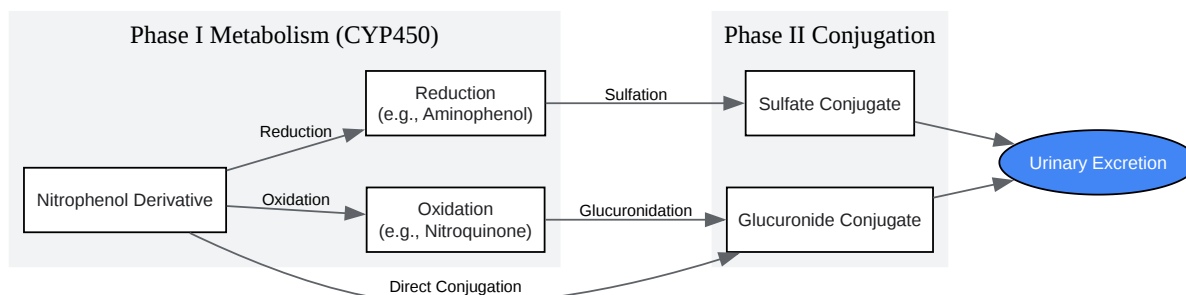 Phase I Metabolism (CYP450)
Phase II Conjugation
Reduction
(e.g., Aminophenol)
Sulfation
Sulfate Conjugate
Reduction
Urinary Excretion
Nitrophenol Derivative
Oxidation
Oxidation
(e.g., Nitroquinone)
Glucuronidation
Glucuronide Conjugate
Direct Conjugation